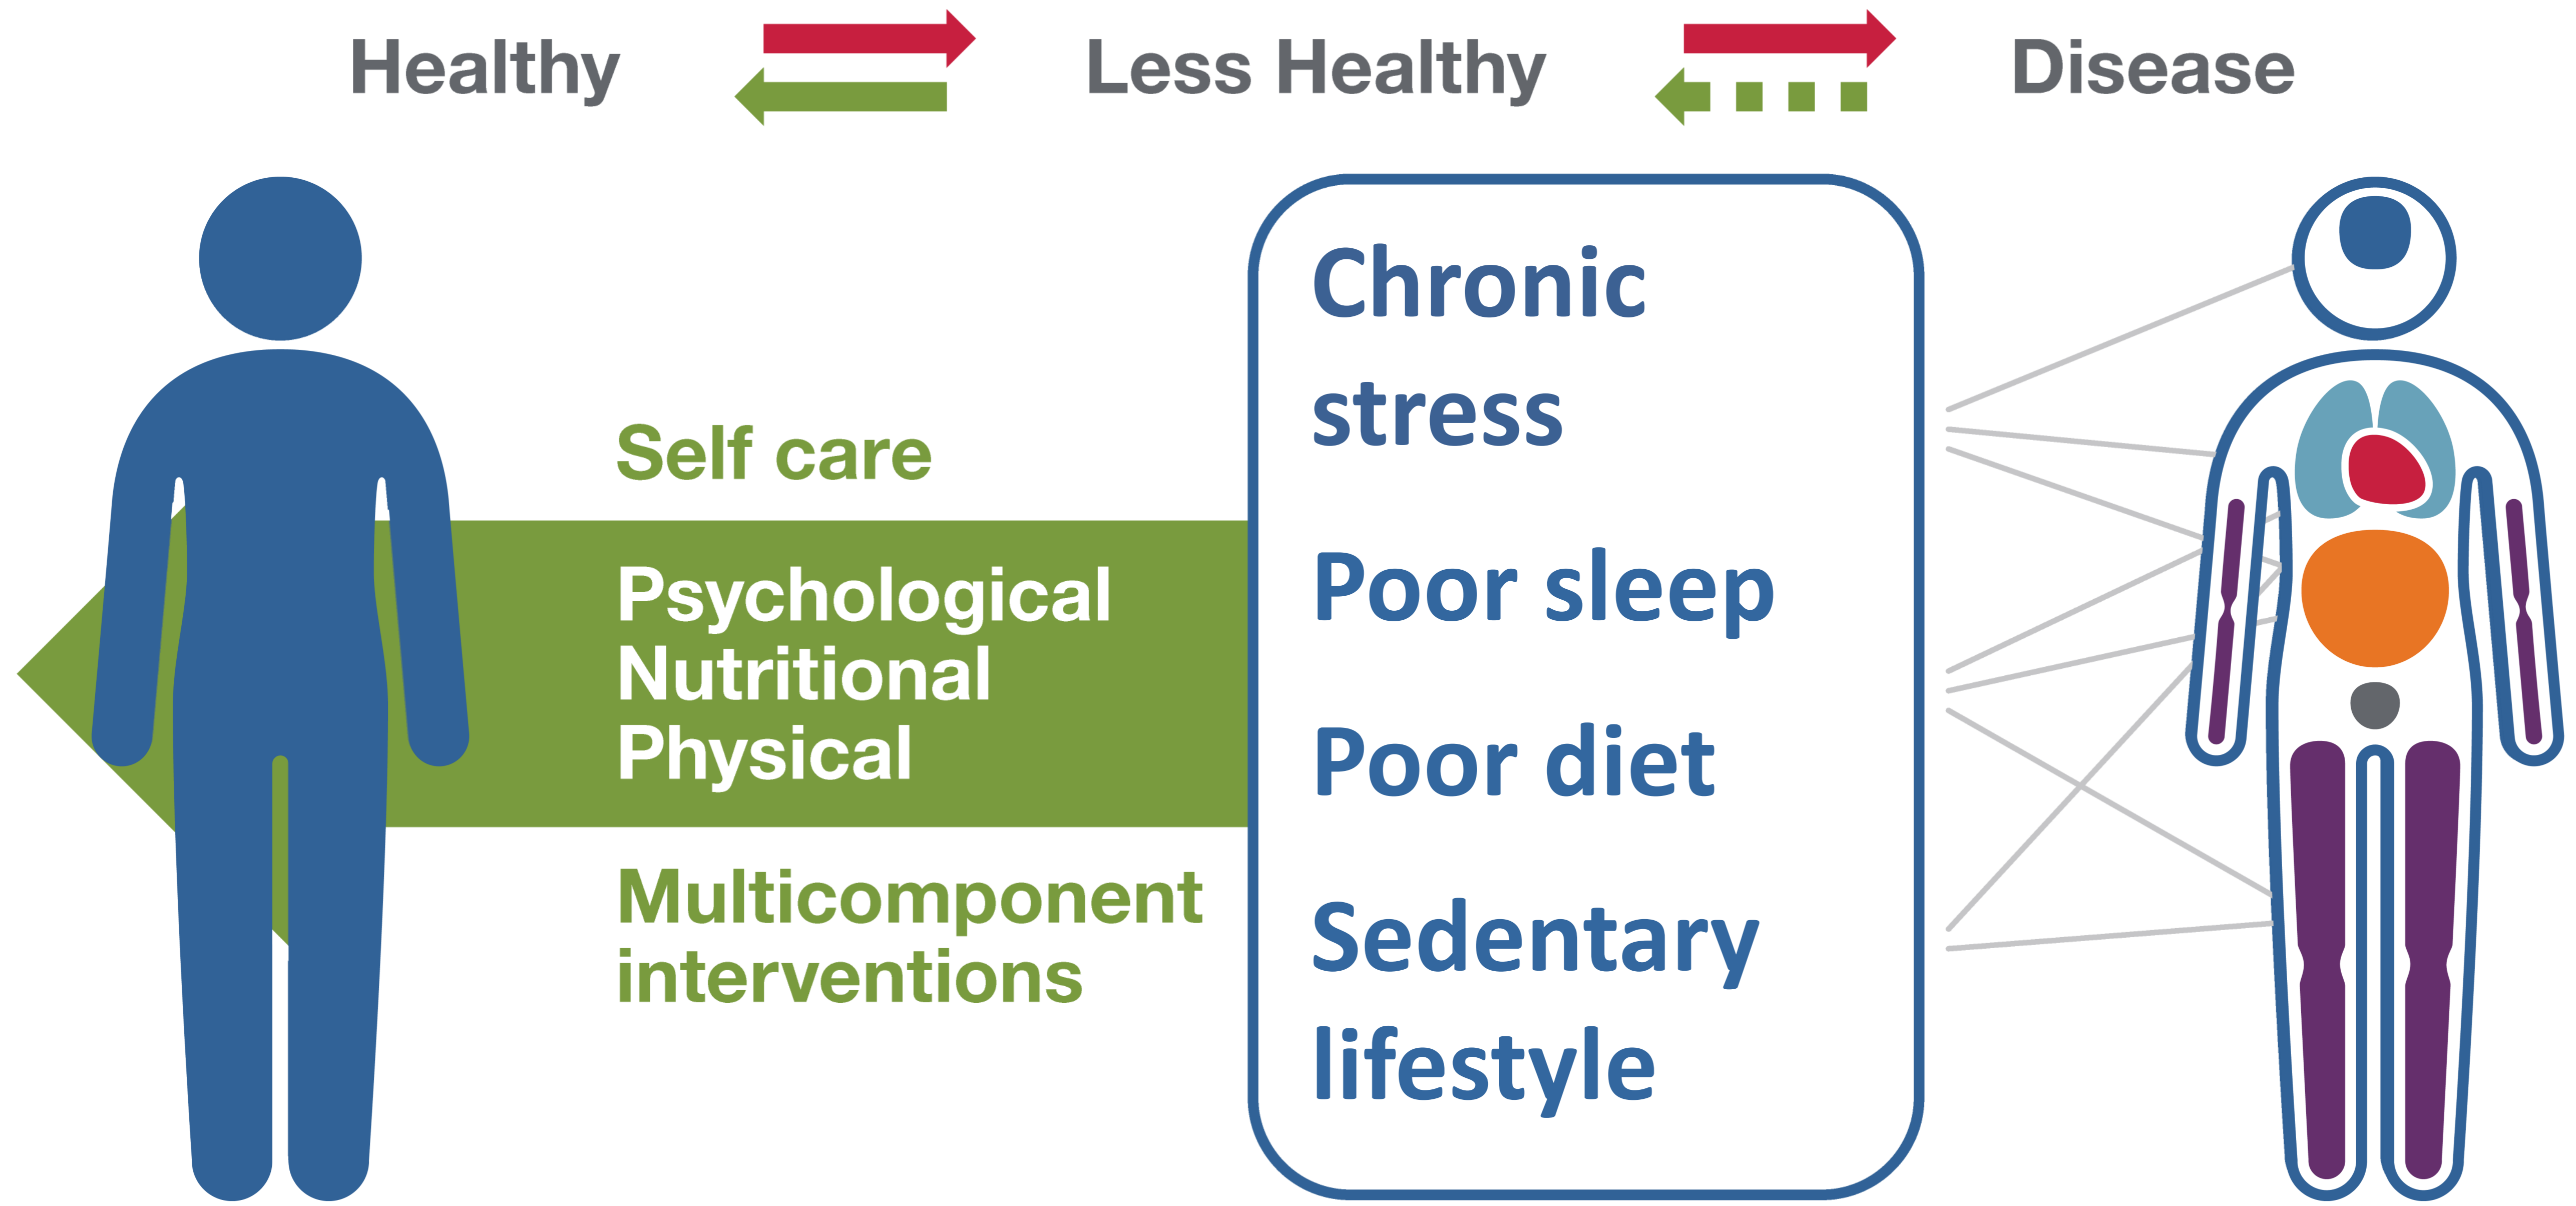 Healthy
Less Healthy
Disease
Self care
Psychological
Nutritional
Physical
Multicomponent
interventions
Chronic
stress
Poor sleep
Poor diet
Sedentary
lifestyle